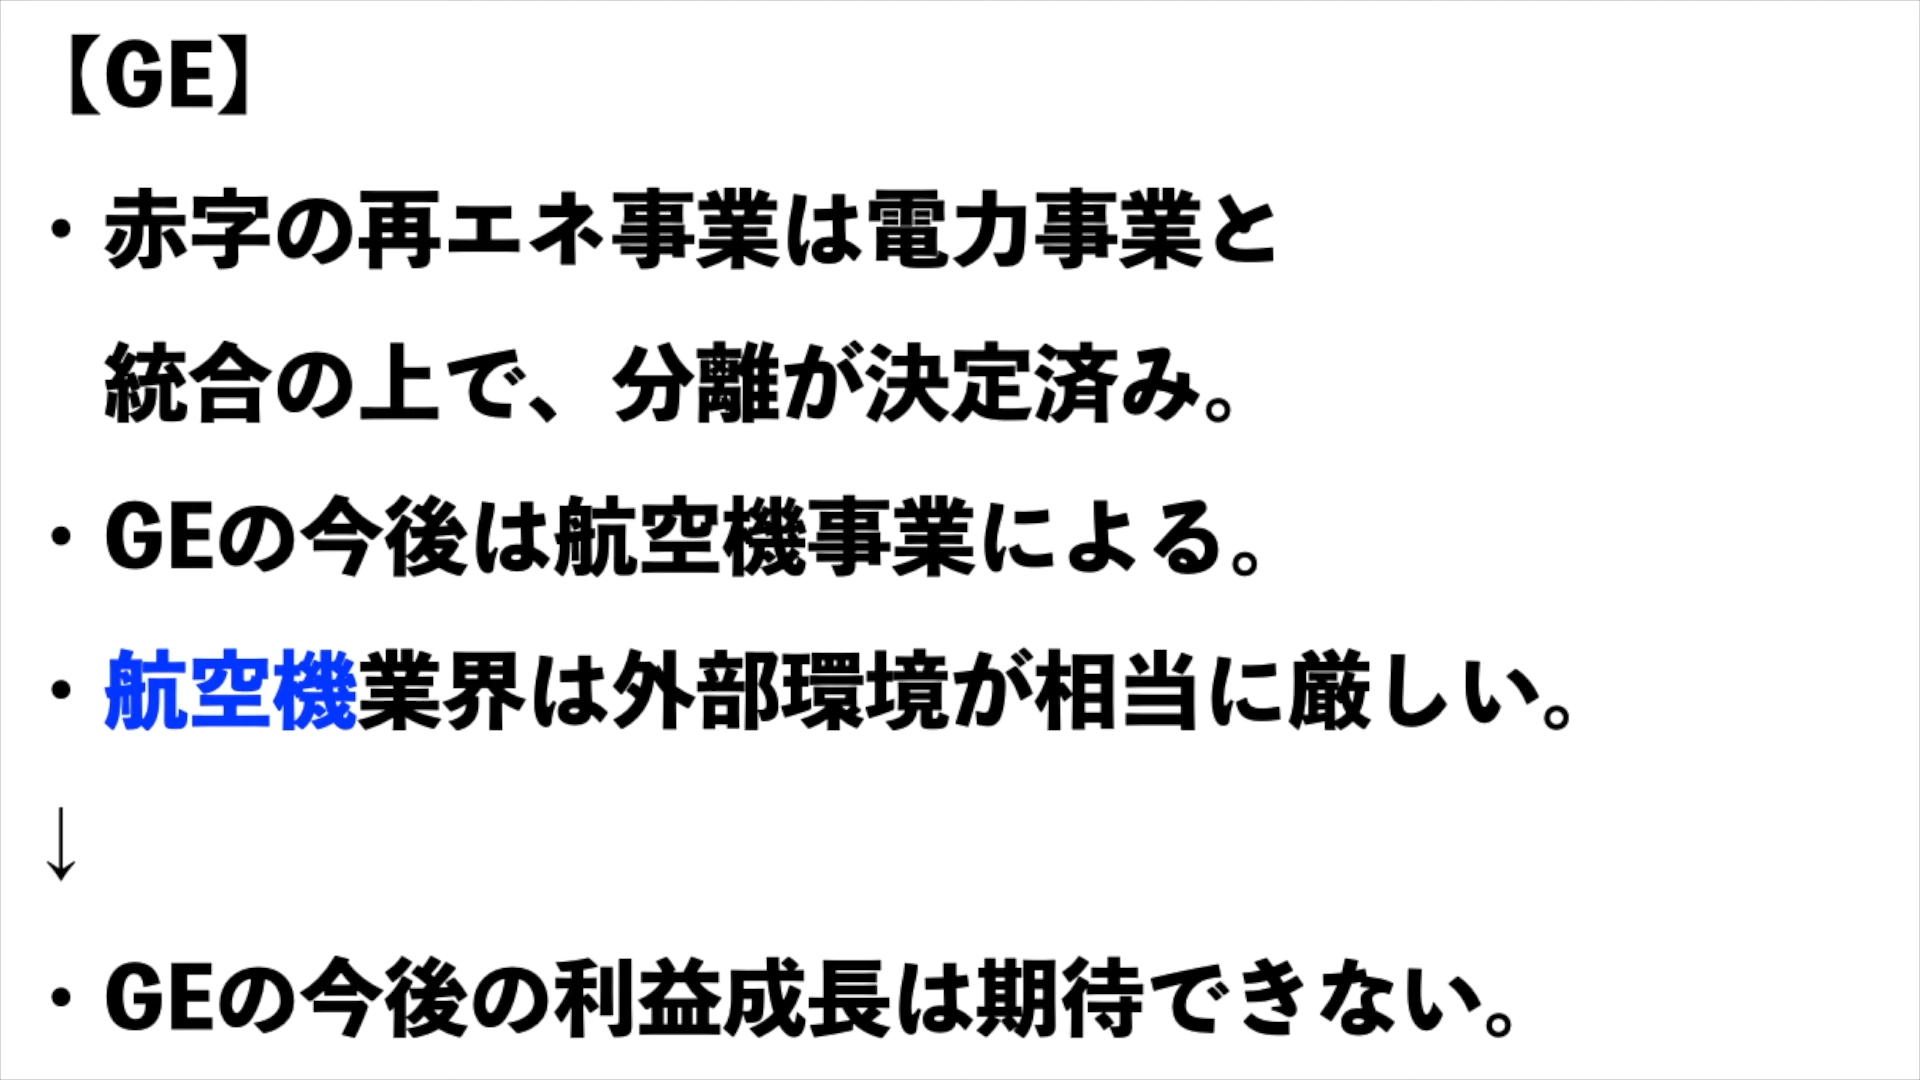 【GE】
・赤字の再エネ事業は電力事業と
統合の上で、分離が決定済み。
・GEの今後は航空機事業による。
・航空機業界は外部環境が相当に厳しい。
↓
・GEの今後の利益成長は期待できない。